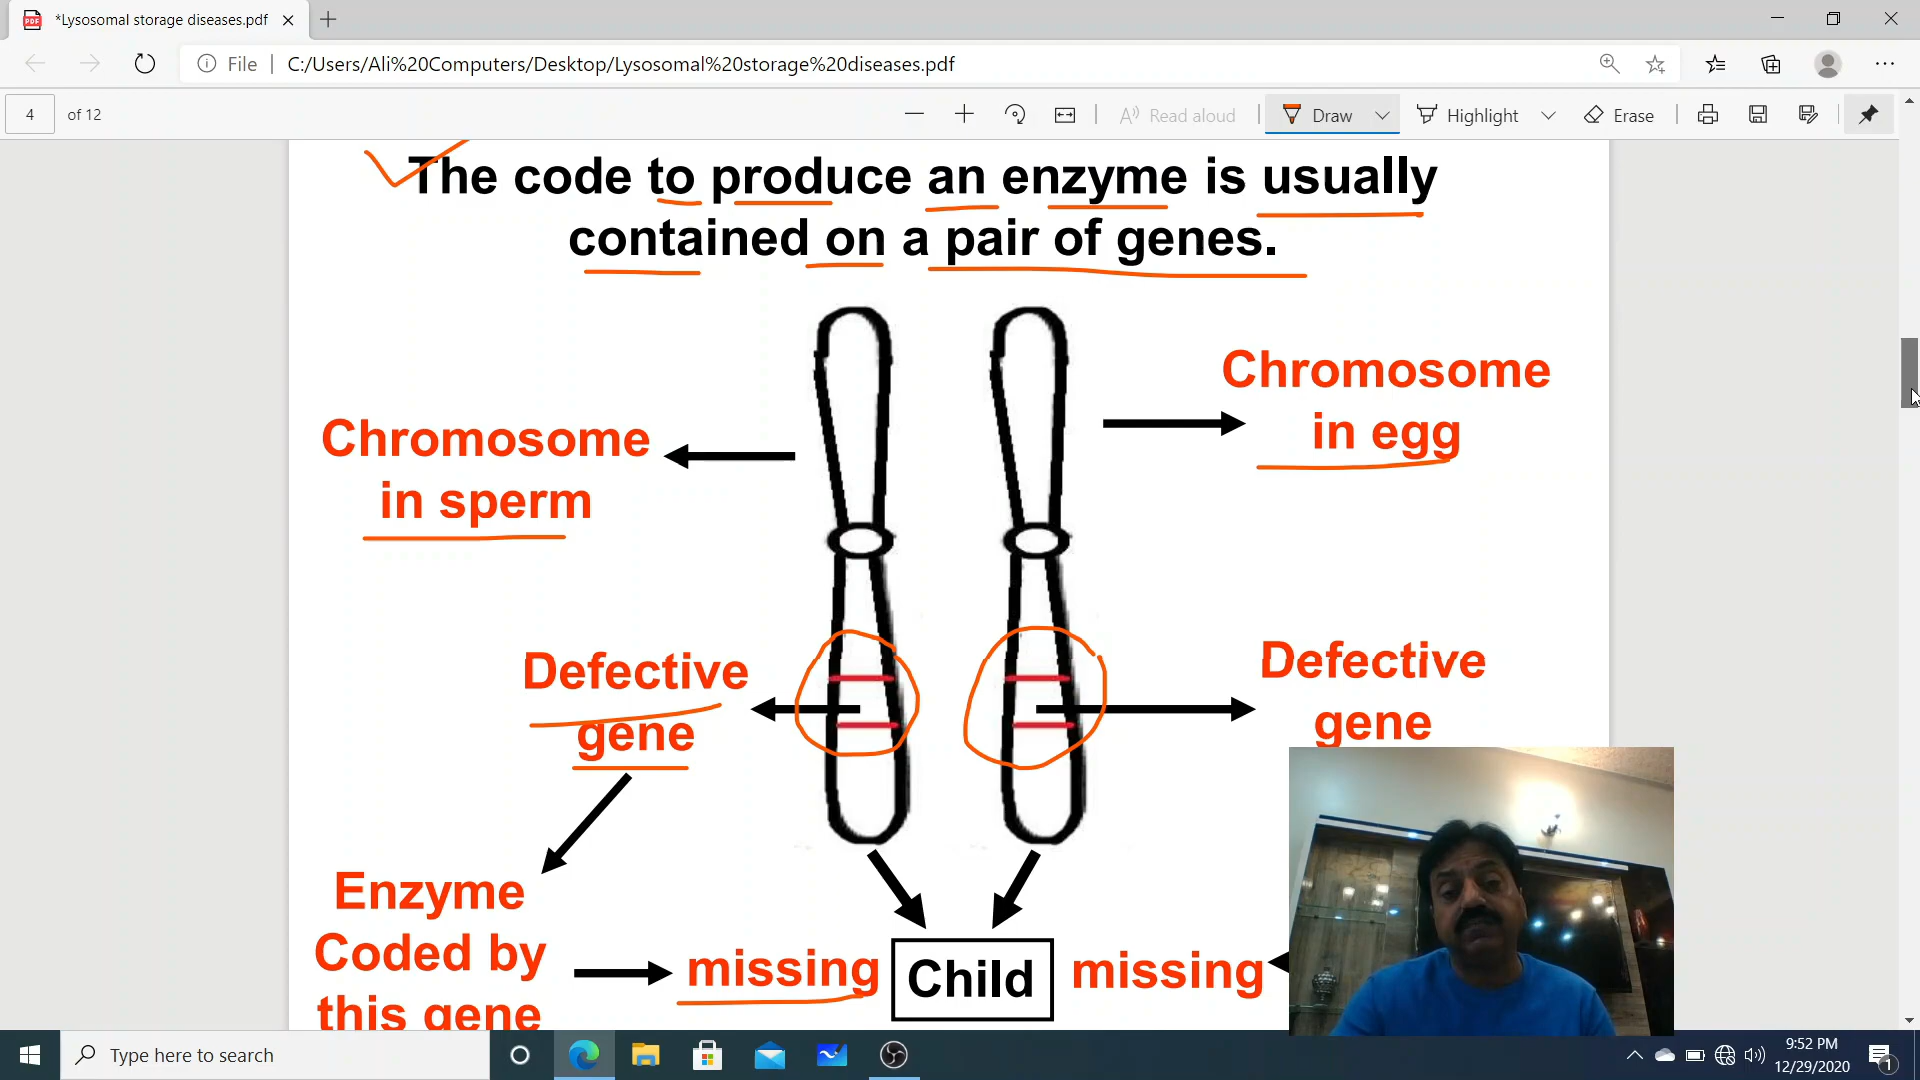 *Lysosomal storage diseases.pdf
File
C:/Users/Ali%20Computers/Desktop/Lysosomal%20storage%20diseases.pdf
4 of 12
Read aloud
Draw
Highlight
Erase
The code to produce an enzyme is usually
contained on a pair of genes.
Chromosome
in egg
Chromosome
in sperm
Defective
gene
Defective
gene
Enzyme
Coded by
this gene
missing
Child
missing
Type here to search
9:52 PM
12/29/2020
1